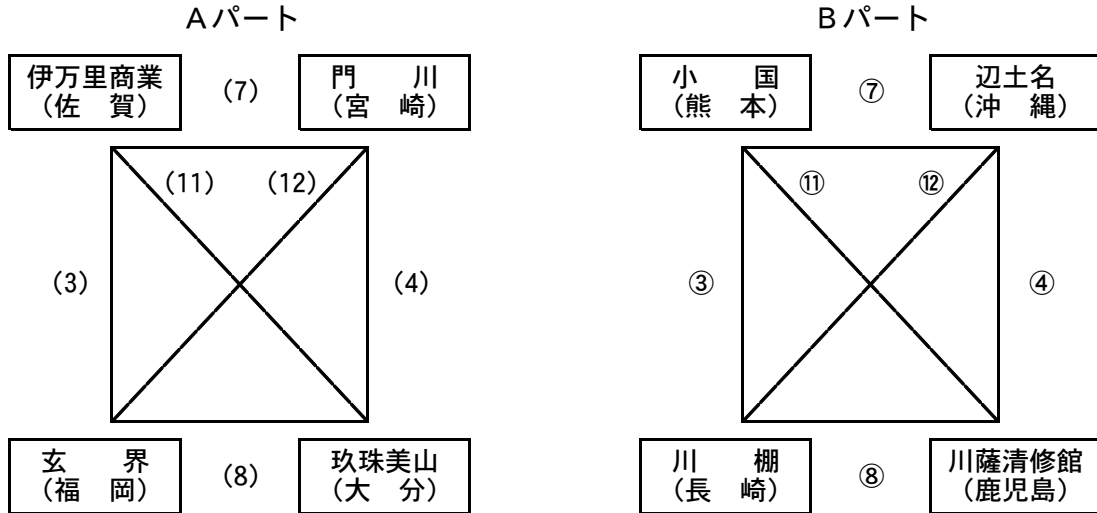 Aパート
Bパート
伊万里商業
(佐　賀)
(7)
門　　川
(宮　崎)
小　　国
(熊　本)
⑦
辺土名
(沖　縄)
(11)
(12)
⑪
⑫
(3)
(4)
③
④
玄　　界
(福　岡)
(8)
玖珠美山
(大　分)
川　　棚
(長　崎)
⑧
川薩清修館
(鹿児島)